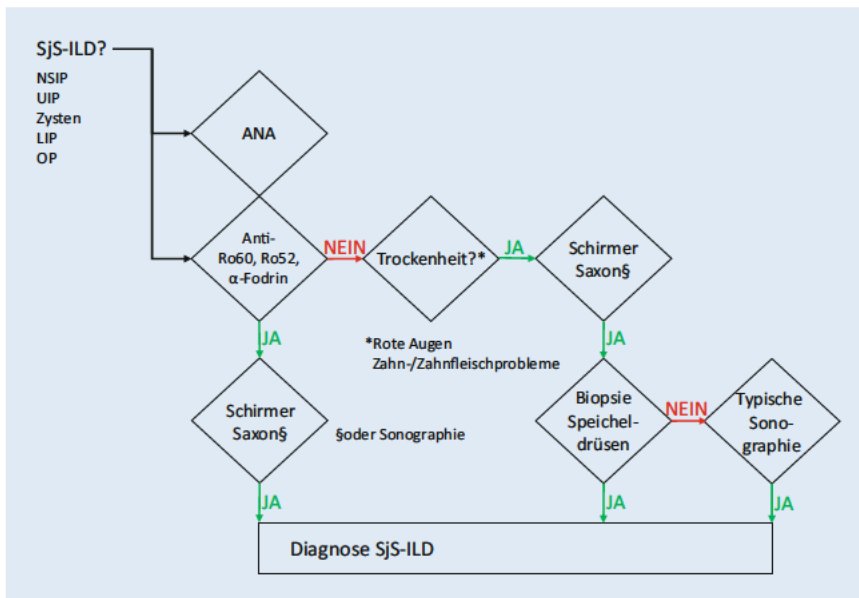 SjS-ILD?
NSIP
UIP
Zysten
LIP
OP
ANA
Anti-
Ro60, Ro52,
α-Fodrin
NEIN
Trockenheit?*
JA
Schirmer
Saxon§
JA
*Rote Augen
Zahn-/Zahnfleischprobleme
JA
Schirmer
Saxon§
§oder Sonographie
Biopsie
Speichel-
drüsen
NEIN
Typische
Sono-
graphie
JA
JA
JA
Diagnose SjS-ILD